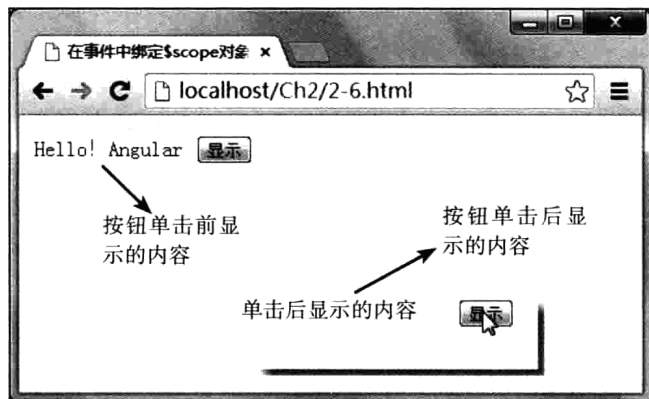 在事件中绑定$scope对象
localhost/Ch2/2-6.html
Hello! Angular 显示
按钮单击前显
示的内容
按钮单击后显
示的内容
单击后显示的内容 显示